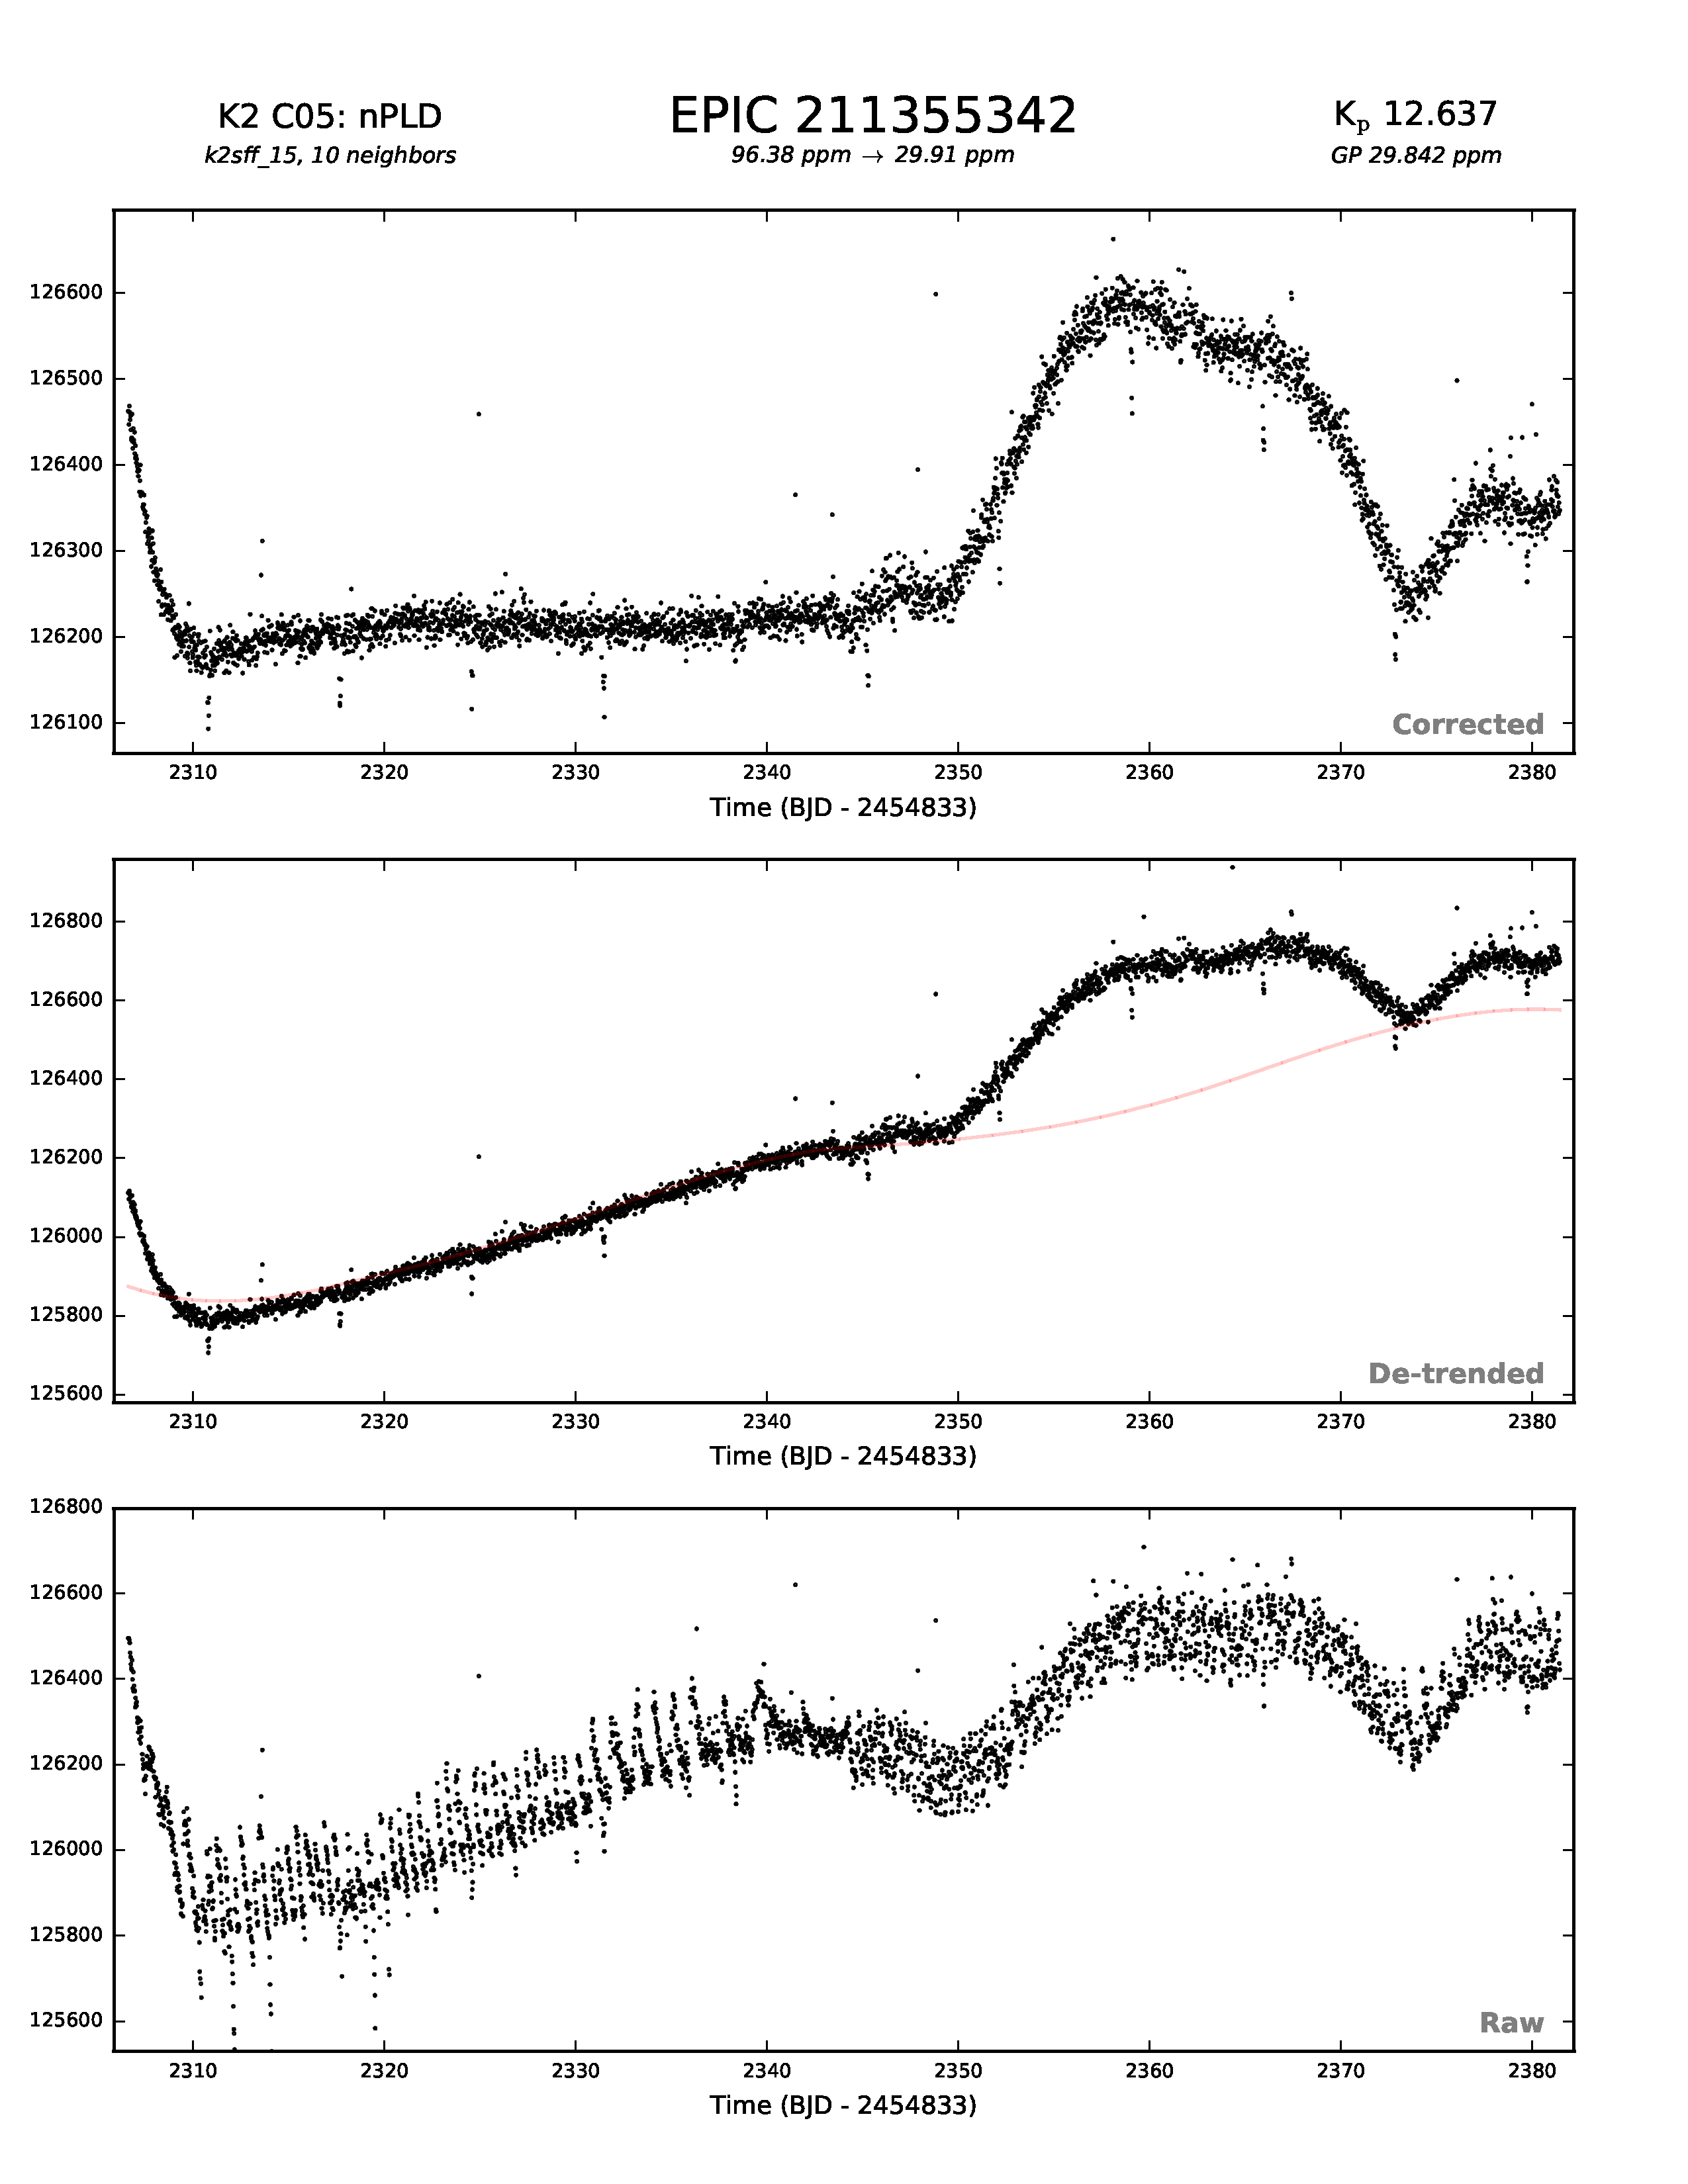 K2 C05: nPLD
EPIC 211355342
Kp 12.637
k2sff_15, 10 neighbors
96.38 ppm → 29.91 ppm
GP 29.842 ppm
126600
126500
126400
126300
126200
126100
Corrected
2310 2320 2330 2340 2350 2360 2370 2380
Time (BJD - 2454833)
126800
126600
126400
126200
126000
125800
125600
De-trended
2310 2320 2330 2340 2350 2360 2370 2380
Time (BJD - 2454833)
126800
126600
126400
126200
126000
125800
125600
Raw
2310 2320 2330 2340 2350 2360 2370 2380
Time (BJD - 2454833)